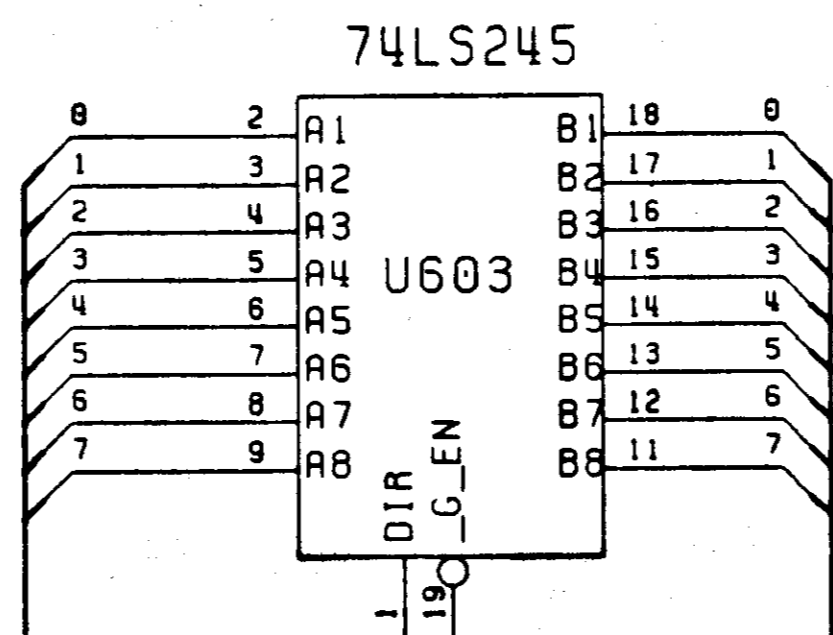 74LS245
0 2 A1 B1 18 0
1 3 A2 B2 17 1
2 4 A3 B3 16 2
3 5 A4 U603 B4 15 3
4 6 A5 B5 14 4
5 7 A6 B6 13 5
6 8 A7 B7 12 6
7 9 A8 B8 11 7
DIR
_G_EN
1
19